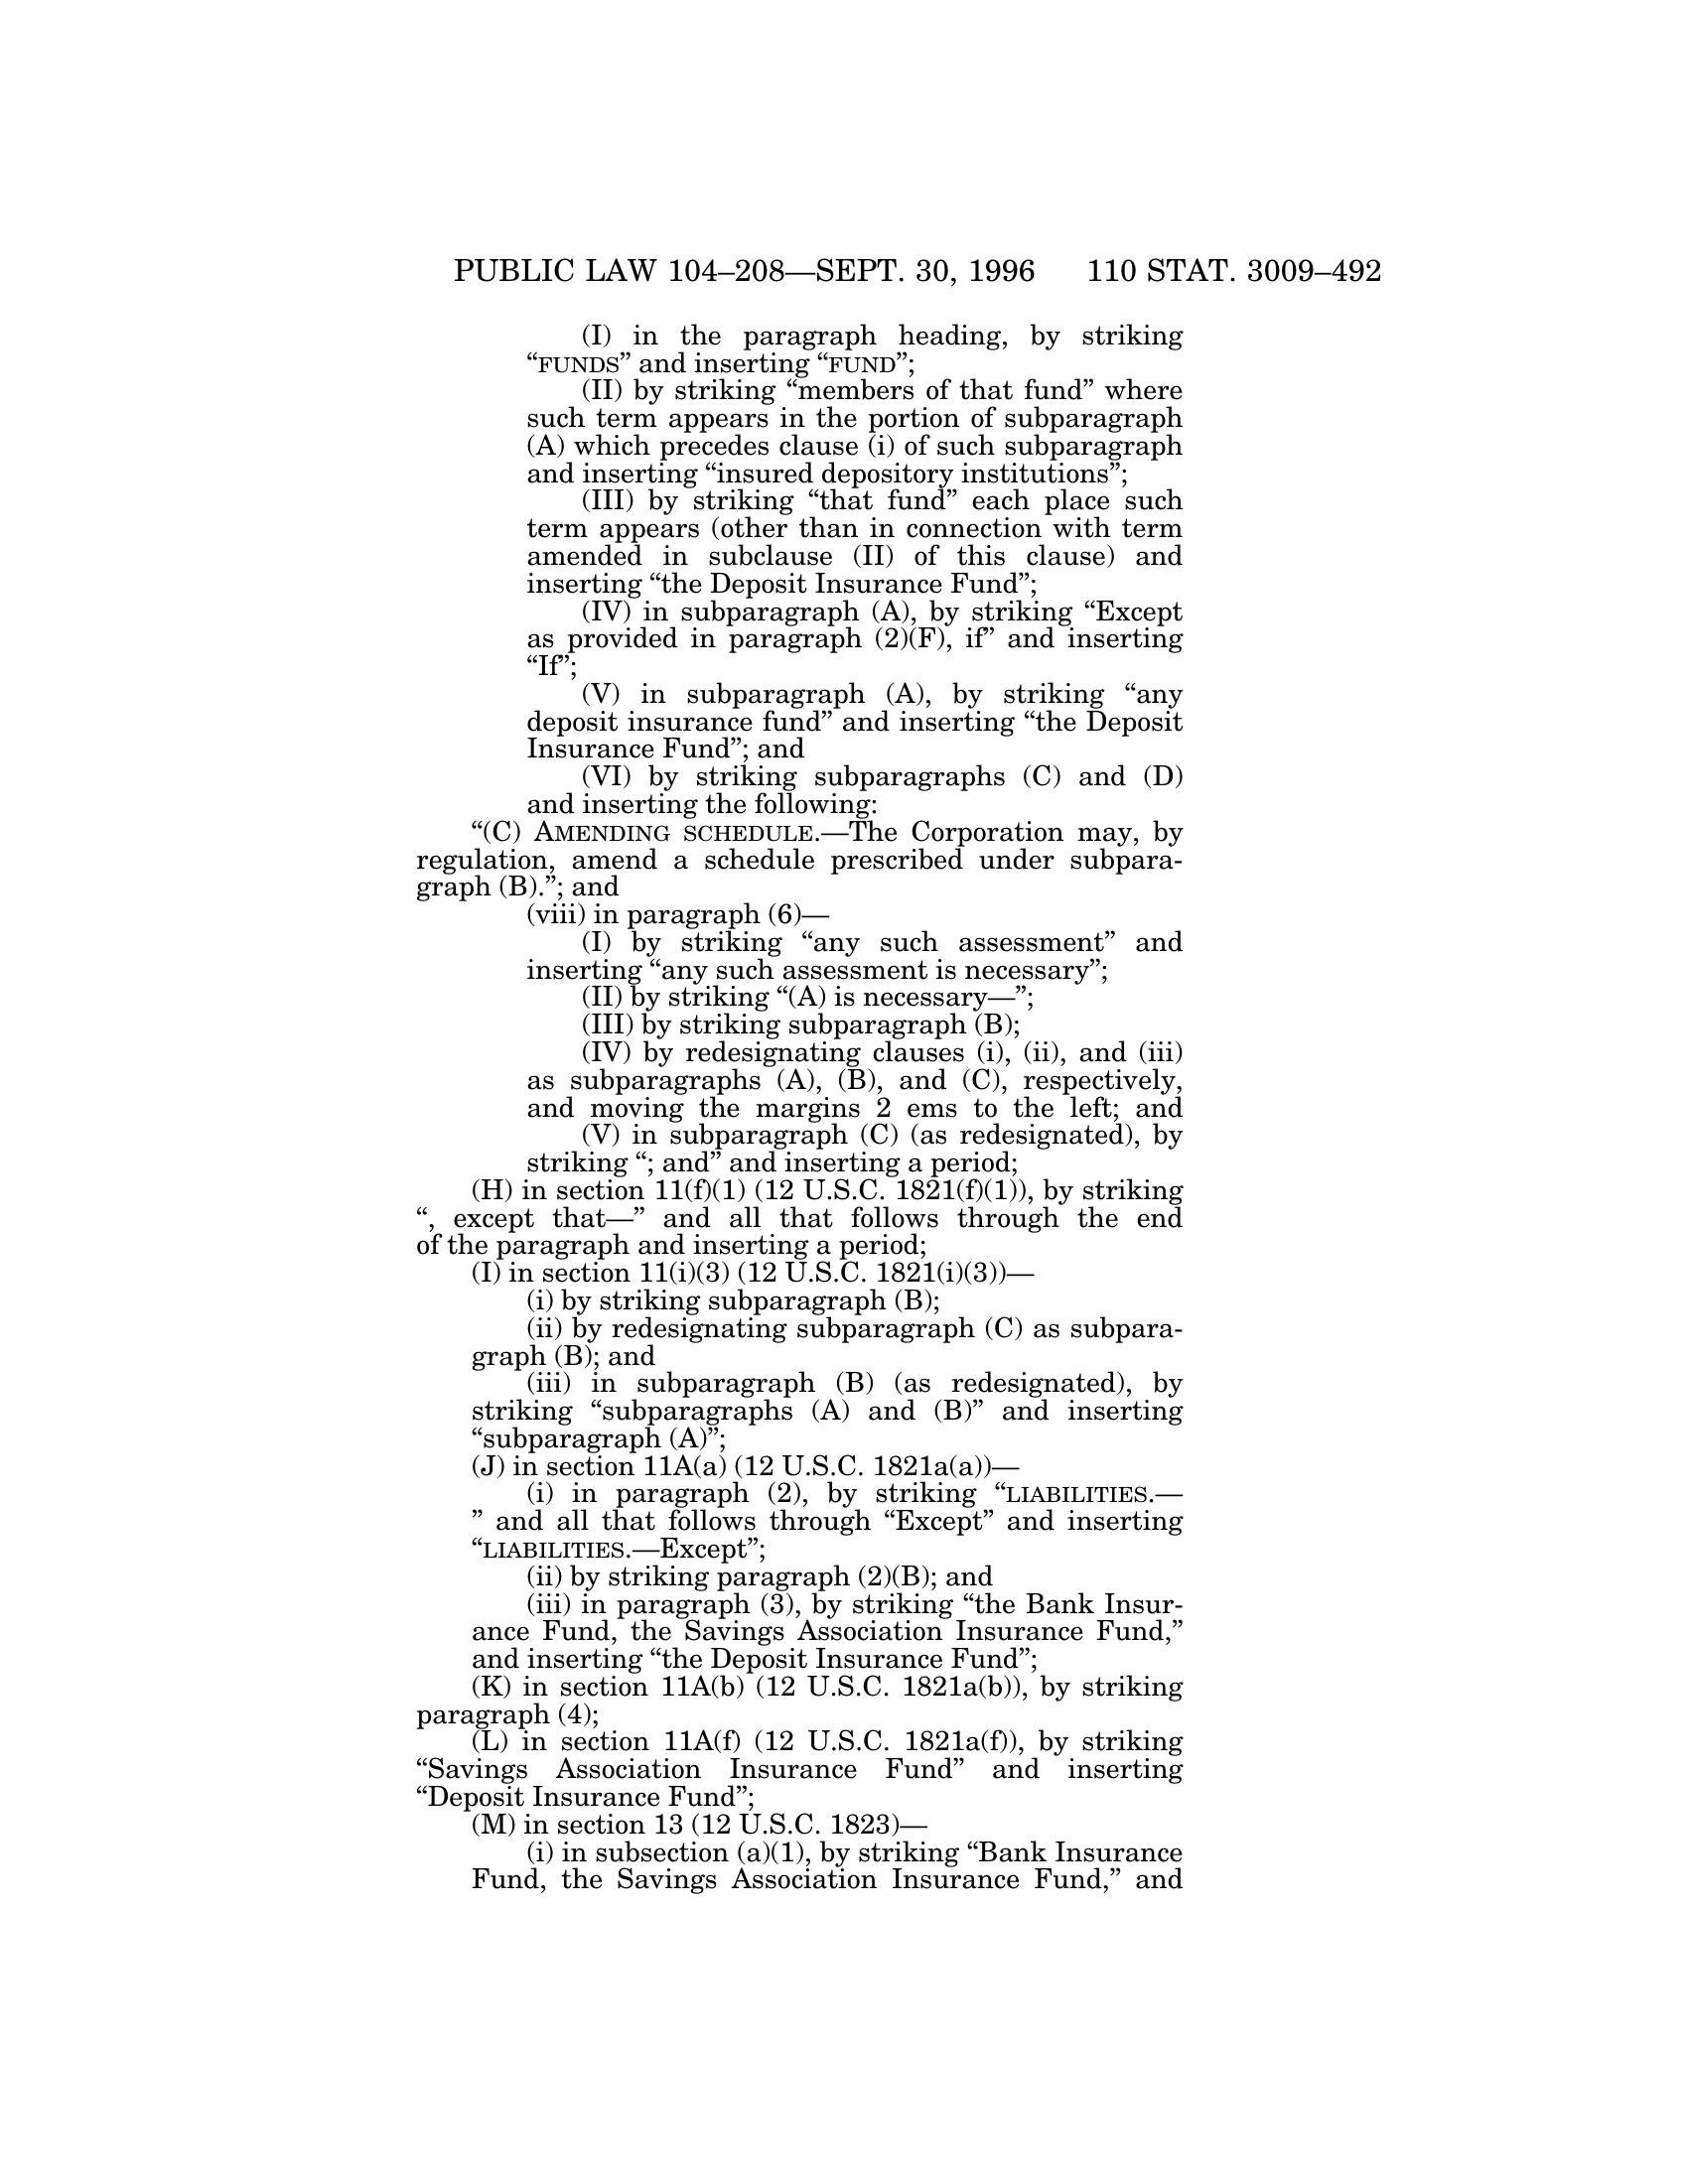 PUBLIC LAW 104–208—SEPT. 30, 1996 110 STAT. 3009–492
(I) in the paragraph heading, by striking
“FUNDS” and inserting “FUND”;
(II) by striking “members of that fund” where
such term appears in the portion of subparagraph
(A) which precedes clause (i) of such subparagraph
and inserting “insured depository institutions”;
(III) by striking “that fund” each place such
term appears (other than in connection with term
amended in subclause (II) of this clause) and
inserting “the Deposit Insurance Fund”;
(IV) in subparagraph (A), by striking “Except
as provided in paragraph (2)(F), if” and inserting
“If”;
(V) in subparagraph (A), by striking “any
deposit insurance fund” and inserting “the Deposit
Insurance Fund”; and
(VI) by striking subparagraphs (C) and (D)
and inserting the following:
“(C) AMENDING SCHEDULE.—The Corporation may, by
regulation, amend a schedule prescribed under subpara-
graph (B).”; and
(viii) in paragraph (6)—
(I) by striking “any such assessment” and
inserting “any such assessment is necessary”;
(II) by striking “(A) is necessary—”;
(III) by striking subparagraph (B);
(IV) by redesignating clauses (i), (ii), and (iii)
as subparagraphs (A), (B), and (C), respectively,
and moving the margins 2 ems to the left; and
(V) in subparagraph (C) (as redesignated), by
striking “; and” and inserting a period;
(H) in section 11(f)(1) (12 U.S.C. 1821(f)(1)), by striking
“, except that—” and all that follows through the end
of the paragraph and inserting a period;
(I) in section 11(i)(3) (12 U.S.C. 1821(i)(3))—
(i) by striking subparagraph (B);
(ii) by redesignating subparagraph (C) as subpara-
graph (B); and
(iii) in subparagraph (B) (as redesignated), by
striking “subparagraphs (A) and (B)” and inserting
“subparagraph (A)”;
(J) in section 11A(a) (12 U.S.C. 1821a(a))—
(i) in paragraph (2), by striking “LIABILITIES.—
” and all that follows through “Except” and inserting
“LIABILITIES.—Except”;
(ii) by striking paragraph (2)(B); and
(iii) in paragraph (3), by striking “the Bank Insur-
ance Fund, the Savings Association Insurance Fund,”
and inserting “the Deposit Insurance Fund”;
(K) in section 11A(b) (12 U.S.C. 1821a(b)), by striking
paragraph (4);
(L) in section 11A(f) (12 U.S.C. 1821a(f)), by striking
“Savings Association Insurance Fund” and inserting
“Deposit Insurance Fund”;
(M) in section 13 (12 U.S.C. 1823)—
(i) in subsection (a)(1), by striking “Bank Insurance
Fund, the Savings Association Insurance Fund,” and